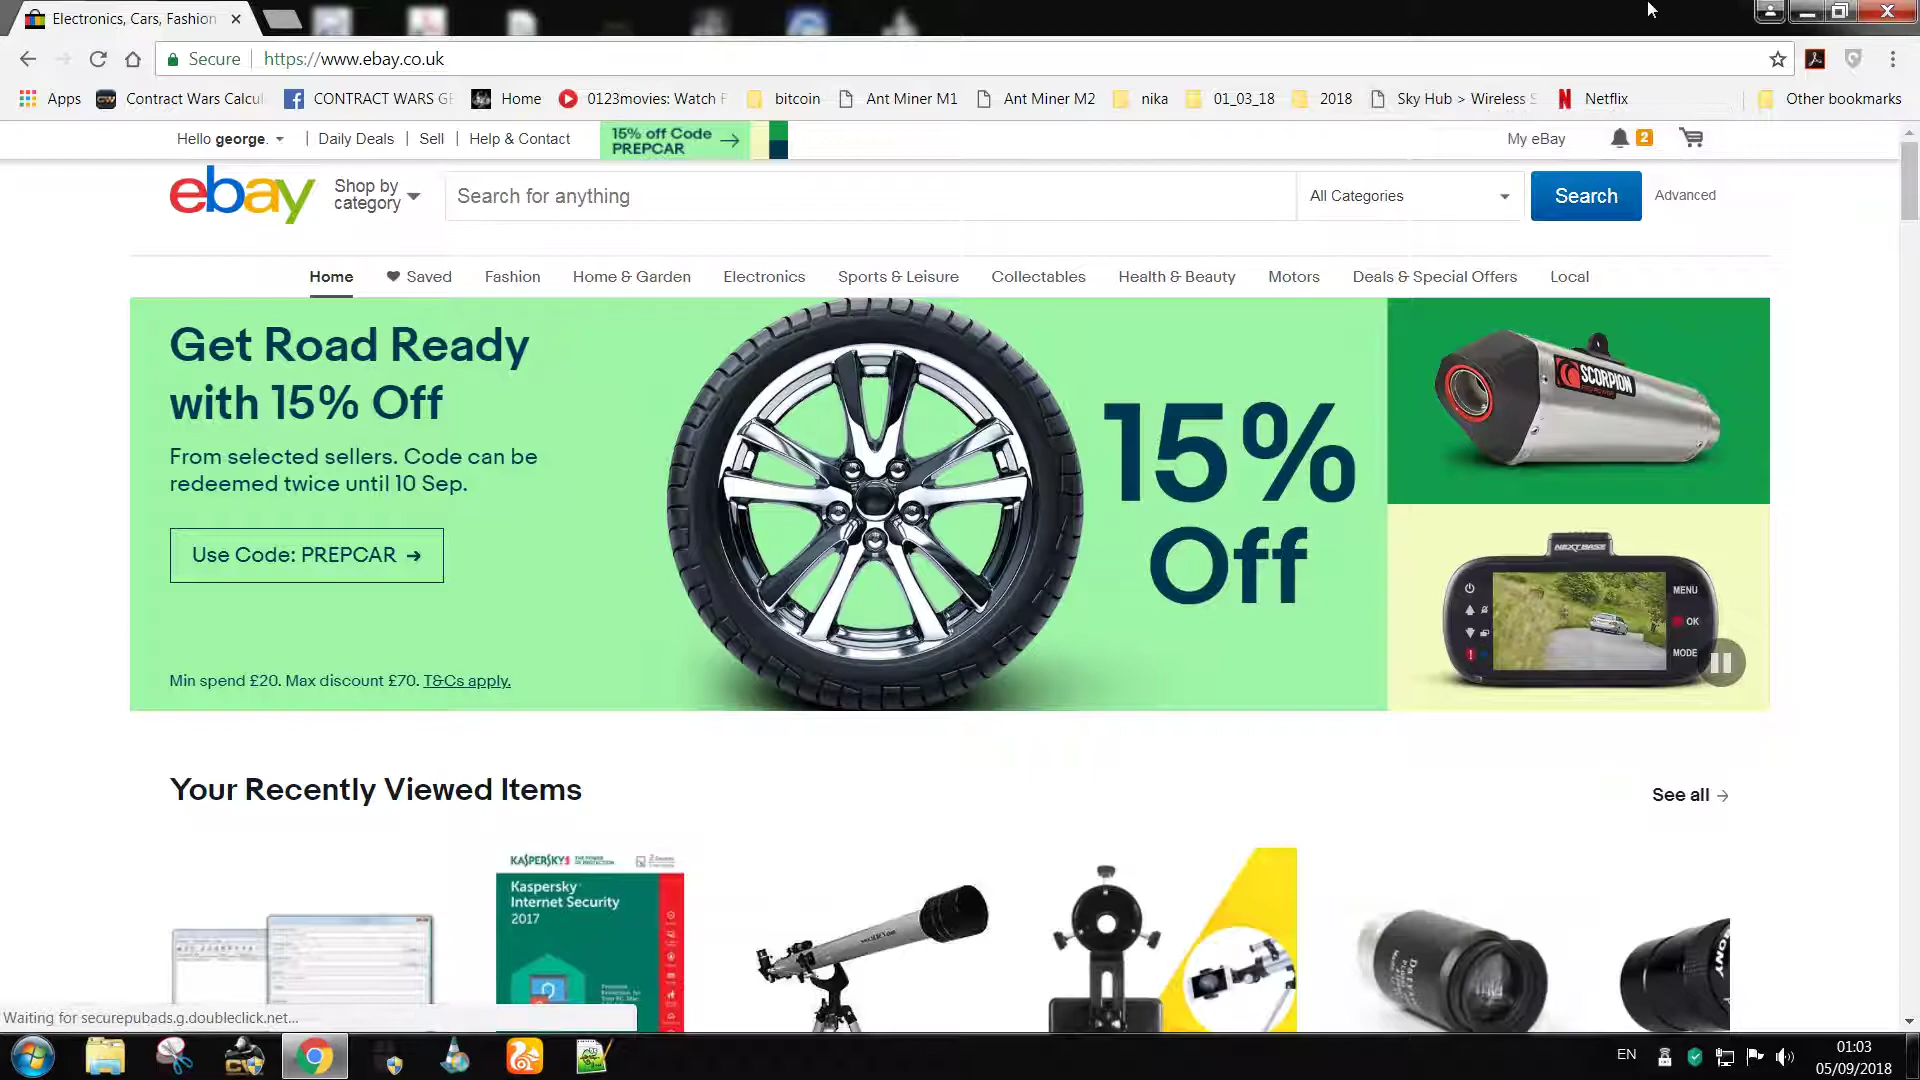 Electronics, Cars, Fashion
Secure
https://www.ebay.co.uk
Apps
Contract Wars Calcu
CONTRACT WARS GE
Home
0123movies: Watch F
bitcoin
Ant Miner M1
Ant Miner M2
nika
01_03_18
2018
Sky Hub > Wireless S
Netflix
Other bookmarks
Hello george.
Daily Deals
Sell
Help & Contact
15% off Code
PREPCAR
My eBay
2
ebay
Shop by
category
Search for anything
All Categories
Search
Advanced
Home
Saved
Fashion
Home & Garden
Electronics
Sports & Leisure
Collectables
Health & Beauty
Motors
Deals & Special Offers
Local
Get Road Ready
with 15% Off
From selected sellers. Code can be
redeemed twice until 10 Sep.
Use Code: PREPCAR
Min spend £20. Max discount £70. T&Cs apply.
15%
Off
SCORPION
NEXTBASE
MENU
OK
MODE
Your Recently Viewed Items
See all
KASPERSKY
Kaspersky
Internet Security
2017
SONY
Waiting for securepubads.g.doubleclick.net...
EN
01:03
05/09/2018